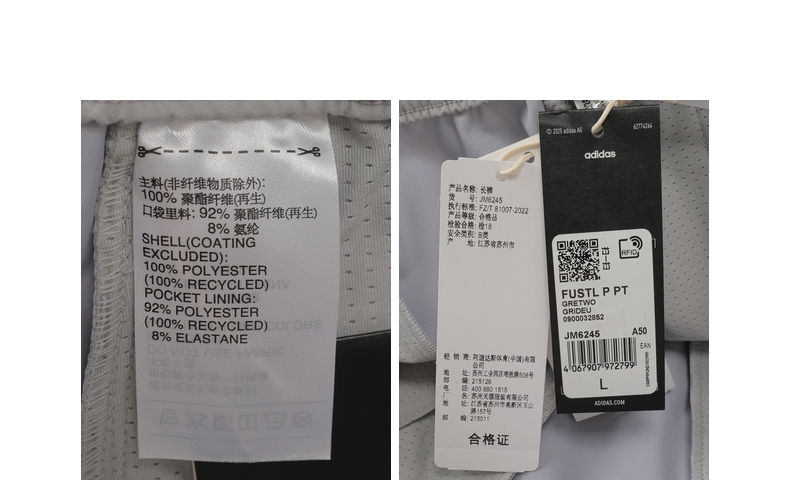 主料(非纤维物质除外):
100% 聚酯纤维(再生)
口袋里料: 92% 聚酯纤维(再生)
8% 氨纶
SHELL(COATING
EXCLUDED):
100% POLYESTER
(100% RECYCLED)
POCKET LINING:
92% POLYESTER
(100% RECYCLED)
8% ELASTANE
产品名称: 长裤
货 号: JM6245
执行标准: FZ/T 81007-2022
产品等级: 合格品
检验合格: 检18
安全类别: B类
产 地: 江苏省苏州市
经 销 商: 阿迪达斯体育(中国)有限
公司
地 址: 苏州工业园区唯胜路508号
邮 编: 215126
电 话: 400 880 1515
厂 名: 苏州天源服装有限公司
地 址: 江苏省苏州市高新区玉山
路157号
邮 编: 215011
合格证
© 2025 adidas AG
62774264
adidas
RFID
FUSTL P PT
GRETWO
GRIDEU
0900032852
JM6245 A50
EAN
4 067907 972799
L
ADIDAS.COM